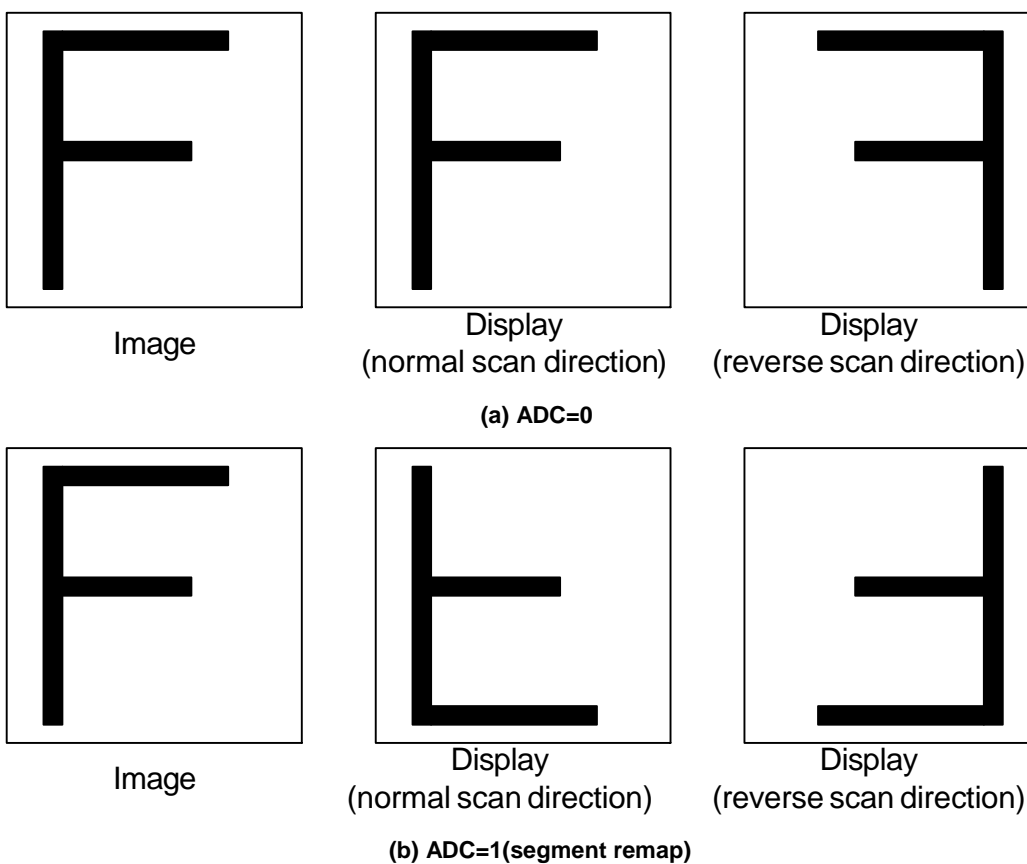 Image
Display
(normal scan direction)
Display
(reverse scan direction)
(a) ADC=0
Image
Display
(normal scan direction)
Display
(reverse scan direction)
(b) ADC=1(segment remap)